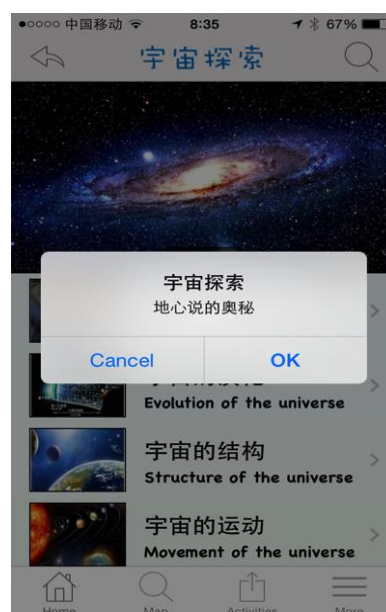 中国移动 8:35 67%
宇宙探索
宇宙探索
地心说的奥秘
Cancel OK
Evolution of the universe
宇宙的结构
Structure of the universe
宇宙的运动
Movement of the universe
Home Map Activities More